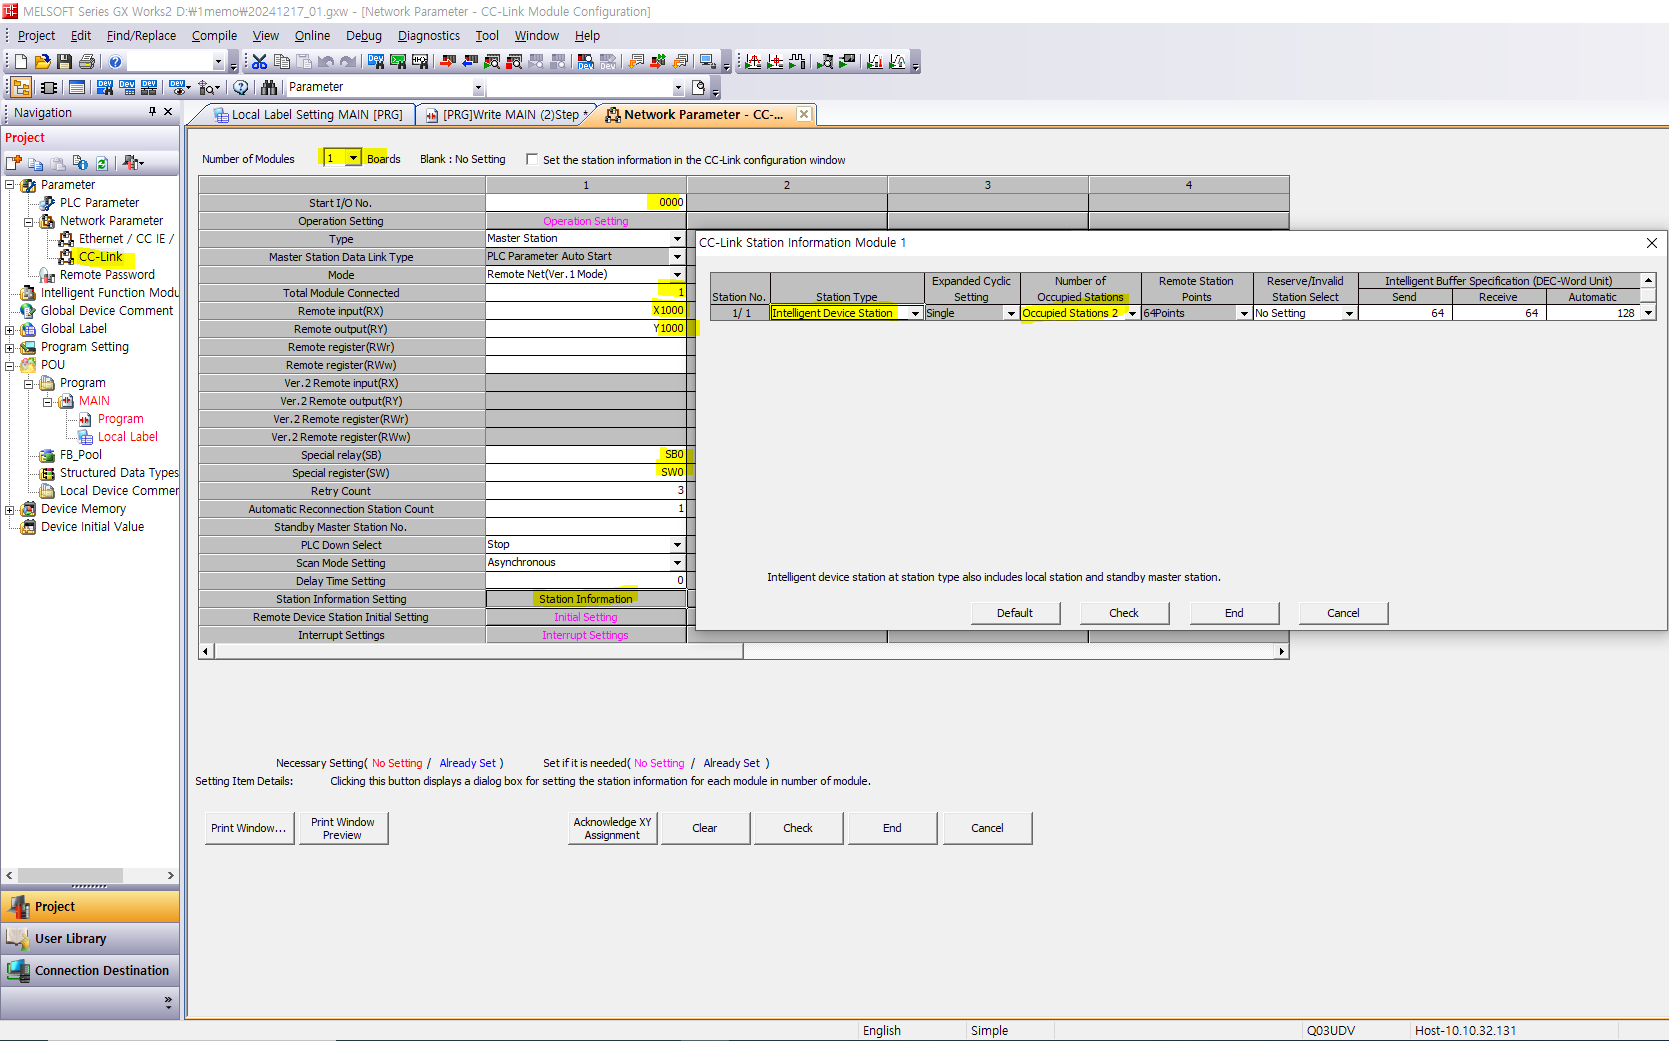 MELSOFT Series GX Works2 D:₩1memo₩20241217_01.gxw - [Network Parameter - CC-Link Module Configuration]
Project Edit Find/Replace Compile View Online Debug Diagnostics Tool Window Help
Parameter
Navigation
Local Label Setting MAIN [PRG]
[PRG]Write MAIN (2)Step *
Network Parameter - CC-...
Project
Parameter
PLC Parameter
Network Parameter
Ethernet / CC IE /
CC-Link
Remote Password
Intelligent Function Modu
Global Device Comment
Global Label
Program Setting
POU
Program
MAIN
Program
Local Label
FB_Pool
Structured Data Types
Local Device Commer
Device Memory
Device Initial Value
Project
User Library
Connection Destination
Number of Modules 1 Boards Blank : No Setting Set the station information in the CC-Link configuration window
1 2 3 4
Start I/O No. 0000
Operation Setting Operation Setting
Type Master Station
Master Station Data Link Type PLC Parameter Auto Start
Mode Remote Net(Ver.1 Mode)
Total Module Connected 1
Remote input(RX) X1000
Remote output(RY) Y1000
Remote register(RWr)
Remote register(RWw)
Ver.2 Remote input(RX)
Ver.2 Remote output(RY)
Ver.2 Remote register(RWr)
Ver.2 Remote register(RWw)
Special relay(SB) SB0
Special register(SW) SW0
Retry Count 3
Automatic Reconnection Station Count 1
Standby Master Station No.
PLC Down Select Stop
Scan Mode Setting Asynchronous
Delay Time Setting 0
Station Information Setting Station Information
Remote Device Station Initial Setting Initial Setting
Interrupt Settings Interrupt Settings
CC-Link Station Information Module 1
Expanded Cyclic Number of Remote Station Reserve/Invalid Intelligent Buffer Specification (DEC-Word Unit)
Station No. Station Type Setting Occupied Stations Points Station Select Send Receive Automatic
1/ 1 Intelligent Device Station Single Occupied Stations 2 64Points No Setting 64 64 128
Intelligent device station at station type also includes local station and standby master station.
Default Check End Cancel
Necessary Setting( No Setting / Already Set ) Set if it is needed( No Setting / Already Set )
Setting Item Details: Clicking this button displays a dialog box for setting the station information for each module in number of module.
Print Window... Print Window Preview Acknowledge XY Assignment Clear Check End Cancel
English Simple Q03UDV Host-10.10.32.131